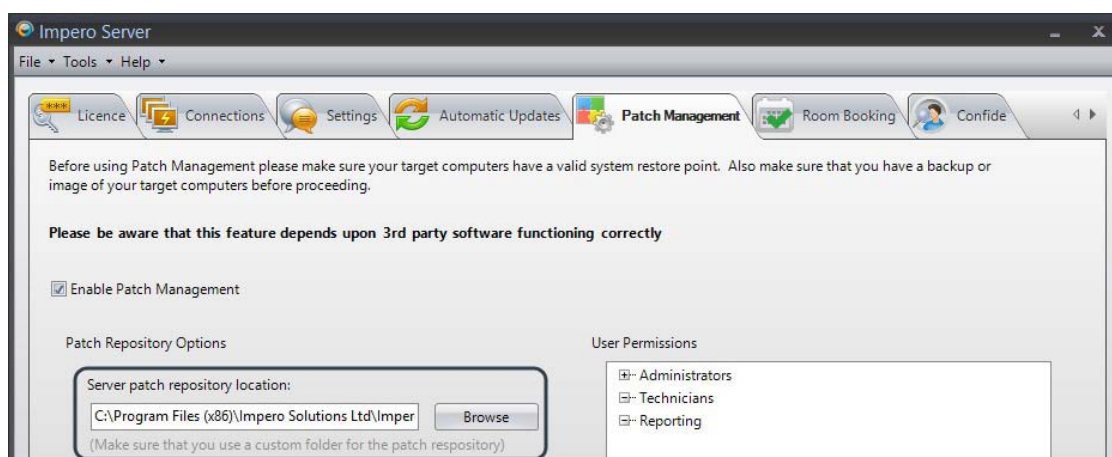 Impero Server
File Tools Help
*** Licence Connections Settings Automatic Updates Patch Management Room Booking Confide
Before using Patch Management please make sure your target computers have a valid system restore point. Also make sure that you have a backup or
image of your target computers before proceeding.
Please be aware that this feature depends upon 3rd party software functioning correctly
Enable Patch Management
Patch Repository Options
User Permissions
Server patch repository location:
C:\Program Files (x86)\Impero Solutions Ltd\Imper Browse
(Make sure that you use a custom folder for the patch respository)
Administrators
Technicians
Reporting